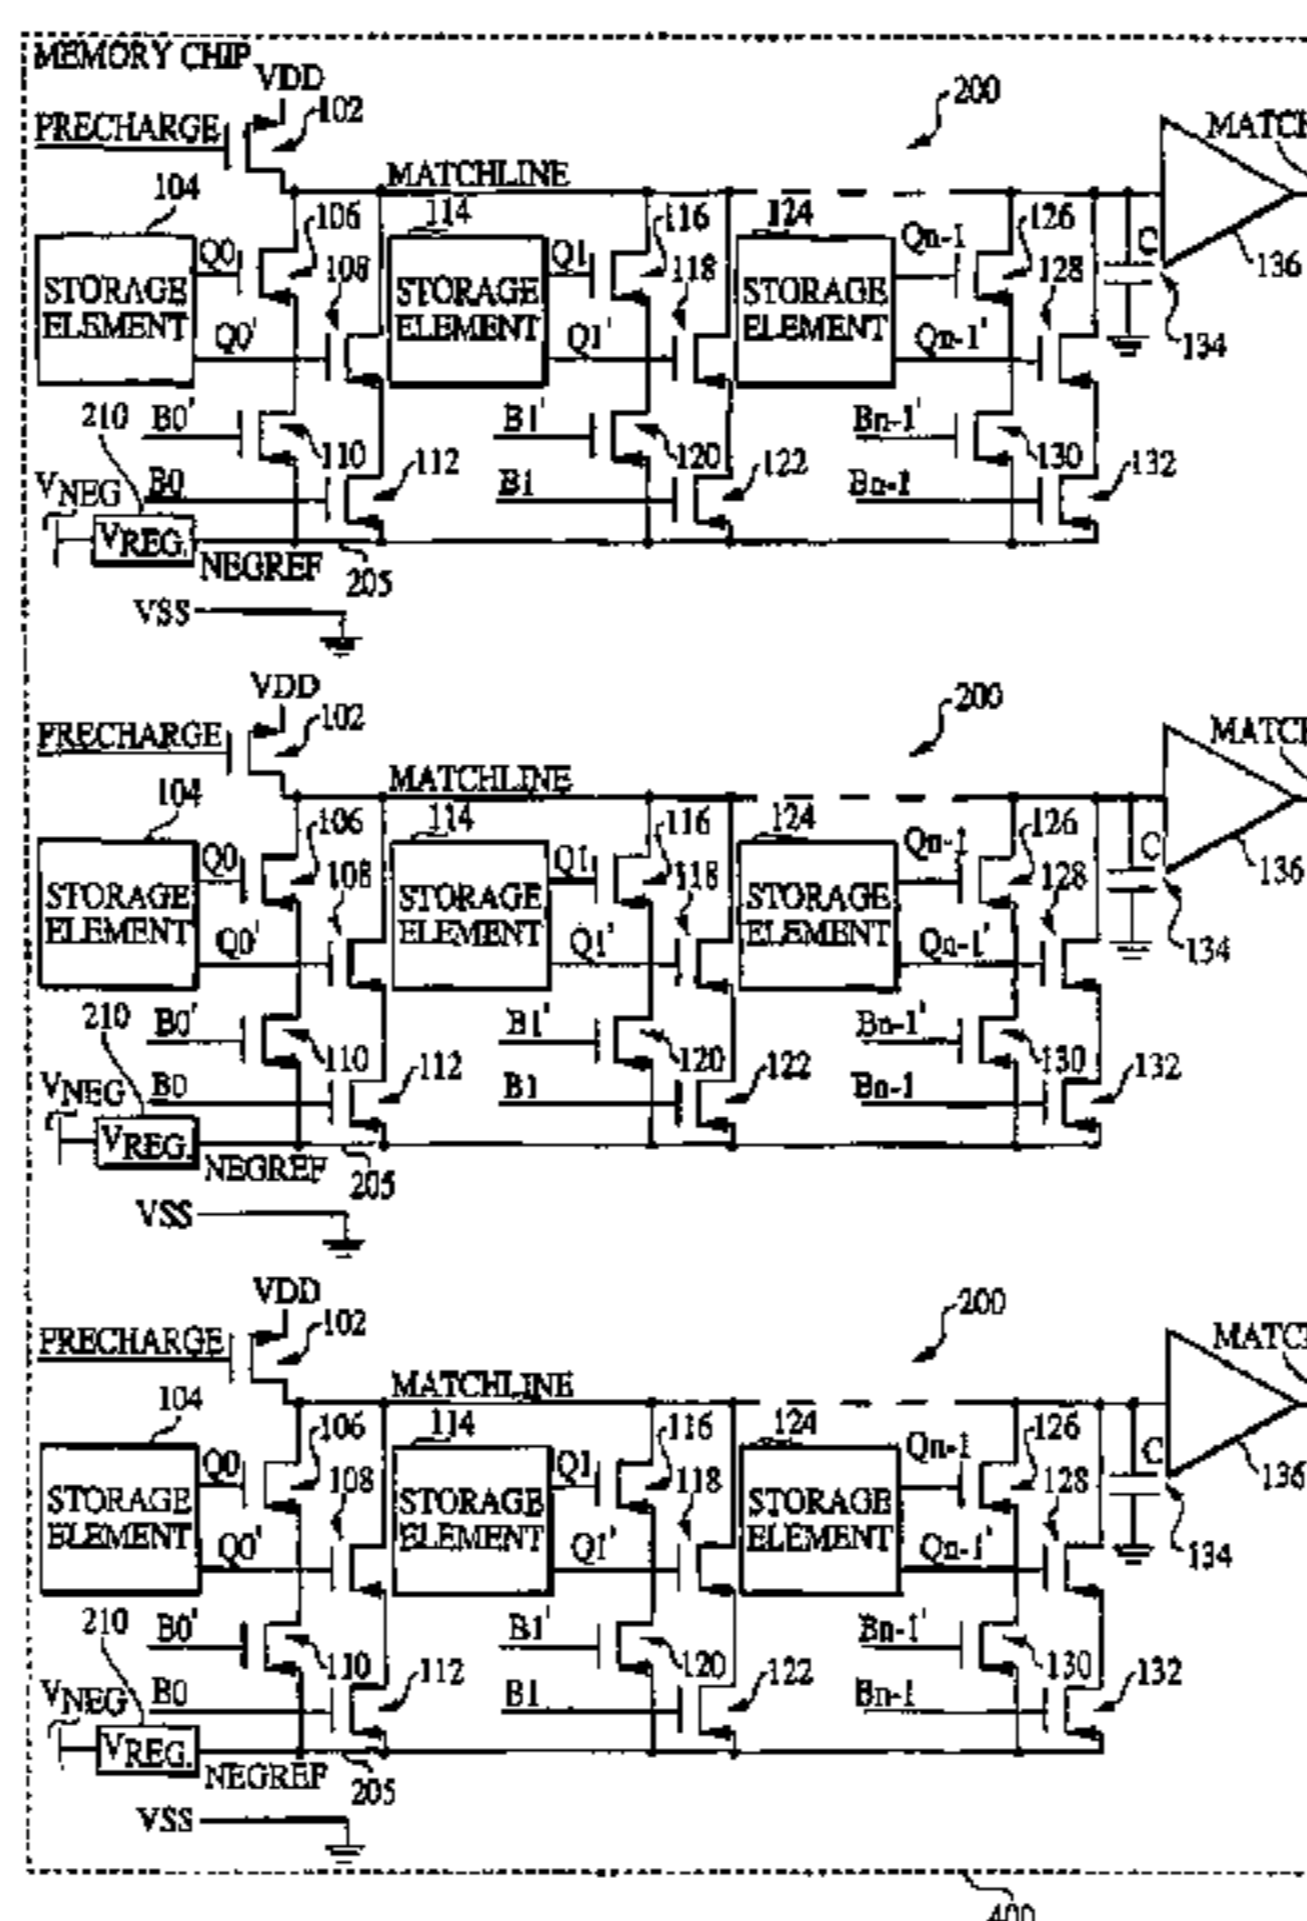 MEMORY CHIP
VDD
102
200
PRECHARGE
MATCH
104
MATCHLINE
114
116
124
126
Q0
106
108
Q1
118
Qn-1
128
C
136
STORAGE
ELEMENT
STORAGE
ELEMENT
STORAGE
ELEMENT
Q0'
Q1'
Qn-1'
134
210
B0'
110
112
B1'
120
122
Bn-1'
130
132
VNEG
B0
B1
Bn-1
VREG.
NEGREF
205
VSS
VDD
102
200
PRECHARGE
MATCH
104
MATCHLINE
114
116
124
126
Q0
106
108
Q1
118
Qn-1
128
C
136
STORAGE
ELEMENT
STORAGE
ELEMENT
STORAGE
ELEMENT
Q0'
Q1'
Qn-1'
134
210
B0'
110
112
B1'
120
122
Bn-1'
130
132
VNEG
B0
B1
Bn-1
VREG.
NEGREF
205
VSS
VDD
102
200
PRECHARGE
MATCH
104
MATCHLINE
114
116
124
126
Q0
106
108
Q1
118
Qn-1
128
C
136
STORAGE
ELEMENT
STORAGE
ELEMENT
STORAGE
ELEMENT
Q0'
Q1'
Qn-1'
134
210
B0'
110
112
B1'
120
122
Bn-1'
130
132
VNEG
B0
B1
Bn-1
VREG.
NEGREF
205
VSS
400